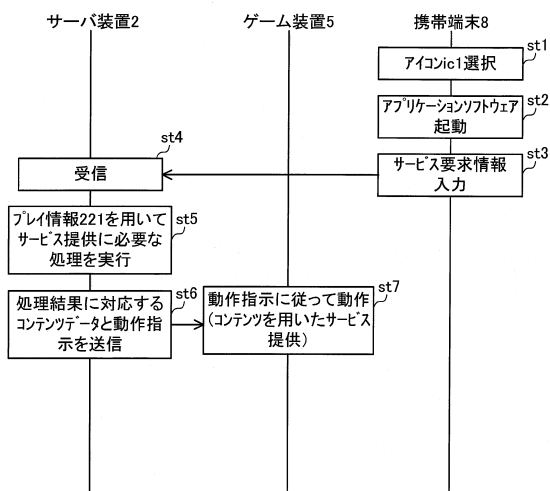 サーバ装置2
ゲーム装置5
携帯端末8
アイコンic1選択
st1
アプリケーションソフトウェア
起動
st2
サービス要求情報
入力
st3
受信
st4
プレイ情報221を用いて
サービス提供に必要な
処理を実行
st5
処理結果に対応する
コンテンツデータと動作指
示を送信
st6
動作指示に従って動作
(コンテンツを用いたサービス
提供)
st7